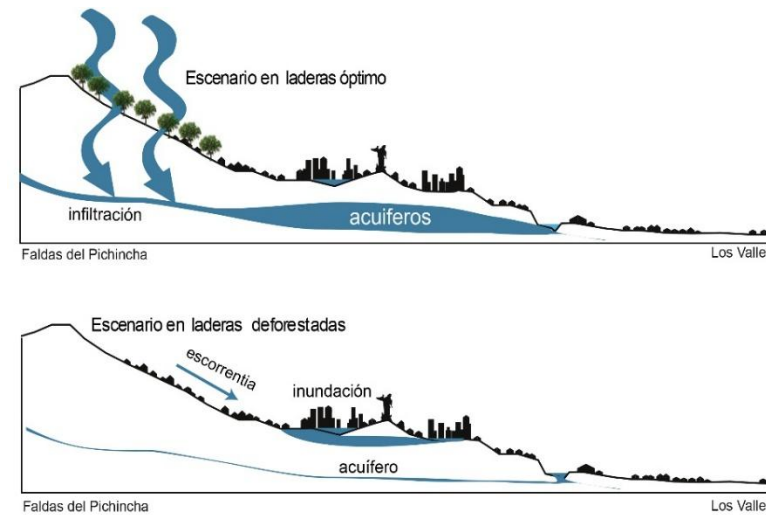 Escenario en laderas óptimo
infiltración
acuiferos
Faldas del Pichincha
Los Valle
Escenario en laderas deforestadas
escorrentia
inundación
acuífero
Faldas del Pichincha
Los Valle